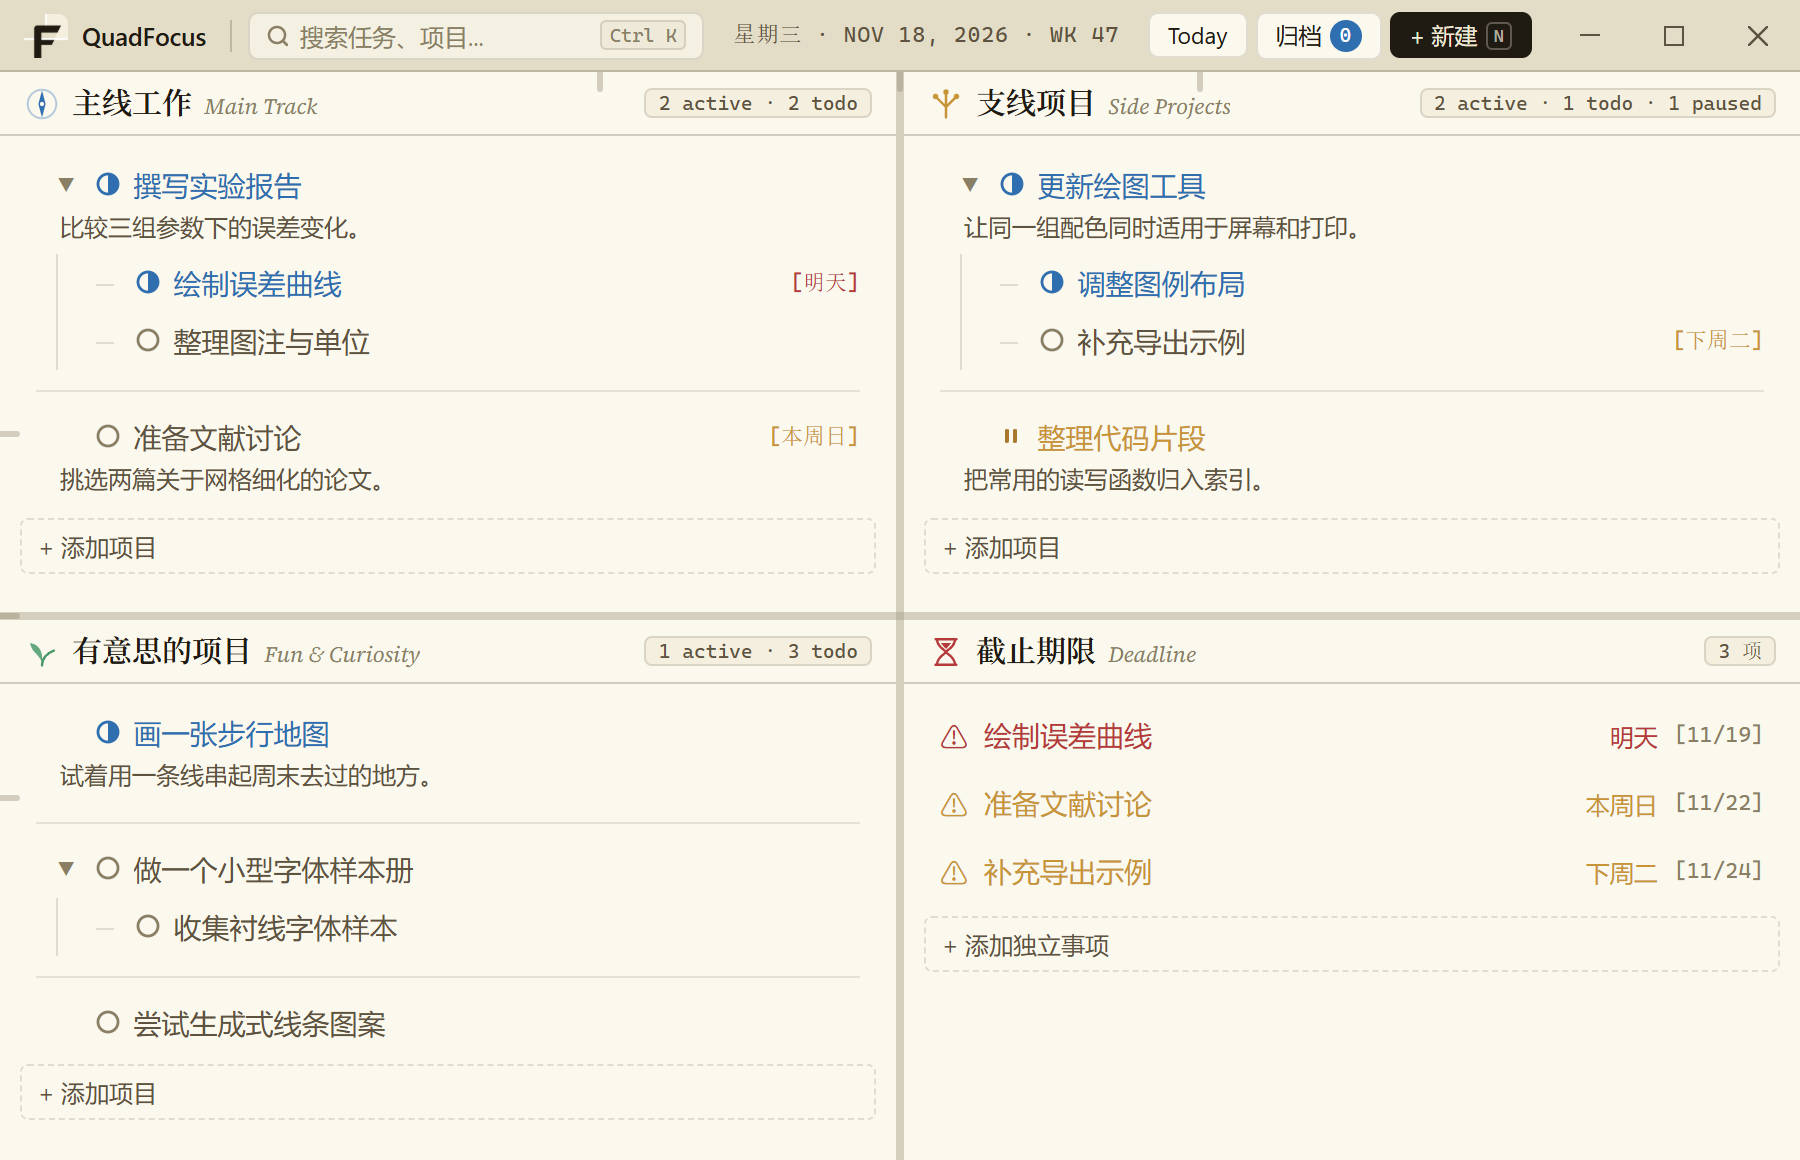 QuadFocus
搜索任务、项目... Ctrl K
星期三 · NOV 18, 2026 · WK 47
Today
归档 0
+ 新建 N
主线工作 Main Track
2 active · 2 todo
撰写实验报告
比较三组参数下的误差变化。
绘制误差曲线 [明天]
整理图注与单位
准备文献讨论 [本周日]
挑选两篇关于网格细化的论文。
+ 添加项目
支线项目 Side Projects
2 active · 1 todo · 1 paused
更新绘图工具
让同一组配色同时适用于屏幕和打印。
调整图例布局
补充导出示例 [下周二]
整理代码片段
把常用的读写函数归入索引。
+ 添加项目
有意思的项目 Fun & Curiosity
1 active · 3 todo
画一张步行地图
试着用一条线串起周末去过的地方。
做一个小型字体样本册
收集衬线字体样本
尝试生成式线条图案
+ 添加项目
截止期限 Deadline
3 项
绘制误差曲线 明天 [11/19]
准备文献讨论 本周日 [11/22]
补充导出示例 下周二 [11/24]
+ 添加独立事项